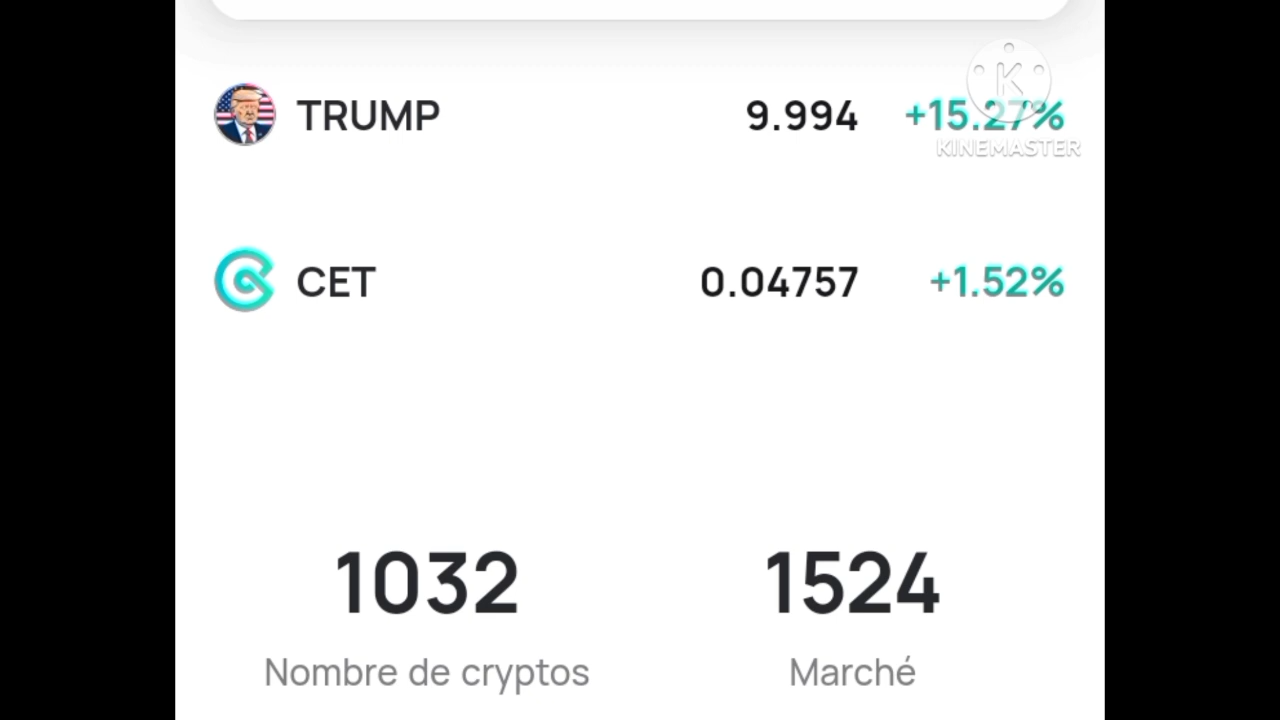 TRUMP 9.994 +15.27%
KINEMASTER
CET 0.04757 +1.52%
1032 1524
Nombre de cryptos Marché